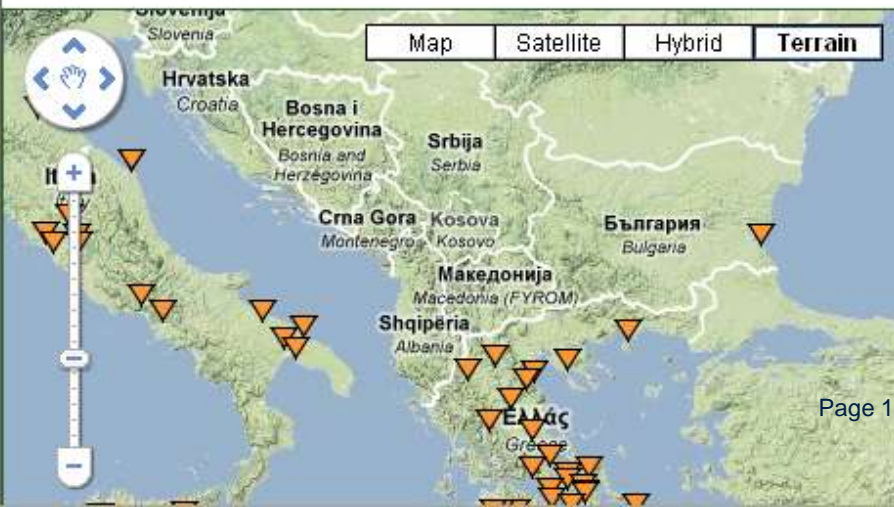 Slovenija
Slovenia
Map Satellite Hybrid Terrain
Hrvatska
Croatia
Bosna i
Hercegovina
Bosnia and
Herzegovina
Srbija
Serbia
Crna Gora
Montenegro
Kosova
Kosovo
България
Bulgaria
Македонија
Macedonia (FYROM)
Shqipëria
Albania
Page 1
Ελλάς
Greece